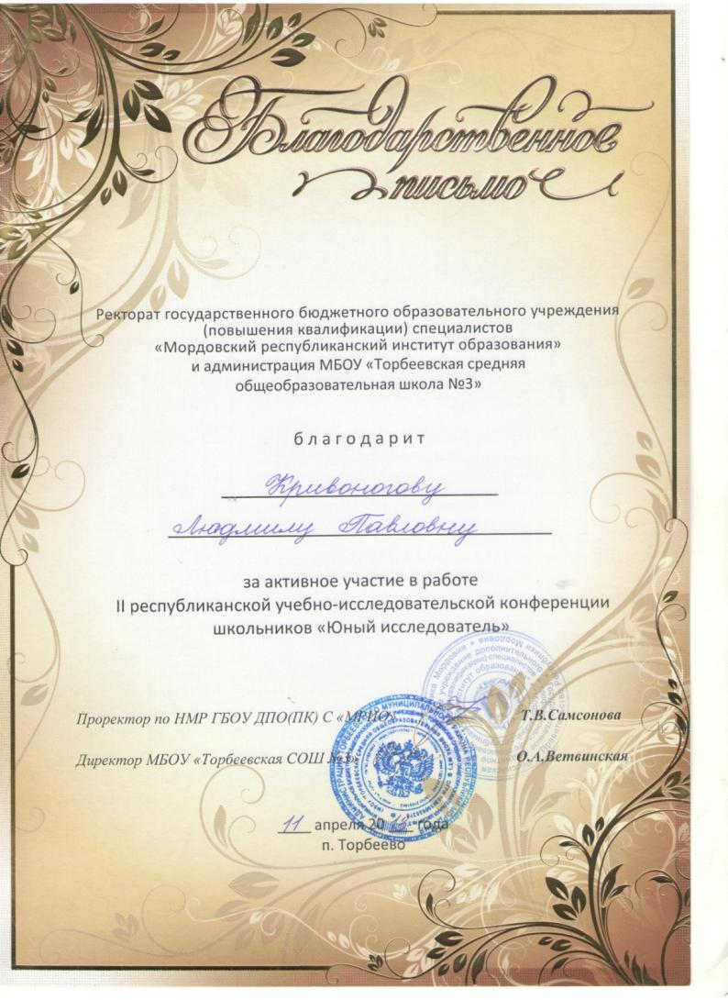 Благодарственное
письмо
Ректорат государственного бюджетного образовательного учреждения
(повышения квалификации) специалистов
«Мордовский республиканский институт образования»
и администрация МБОУ «Торбеевская средняя
общеобразовательная школа №3»
благодарит
Кривоногову
Людмилу Павловну
за активное участие в работе
II республиканской учебно-исследовательской конференции
школьников «Юный исследователь»
Проректор по НМР ГБОУ ДПО(ПК) С «МРИО» Т.В.Самсонова
Директор МБОУ «Торбеевская СОШ №3» О.А.Ветвинская
11 апреля 20 года
п. Торбеево